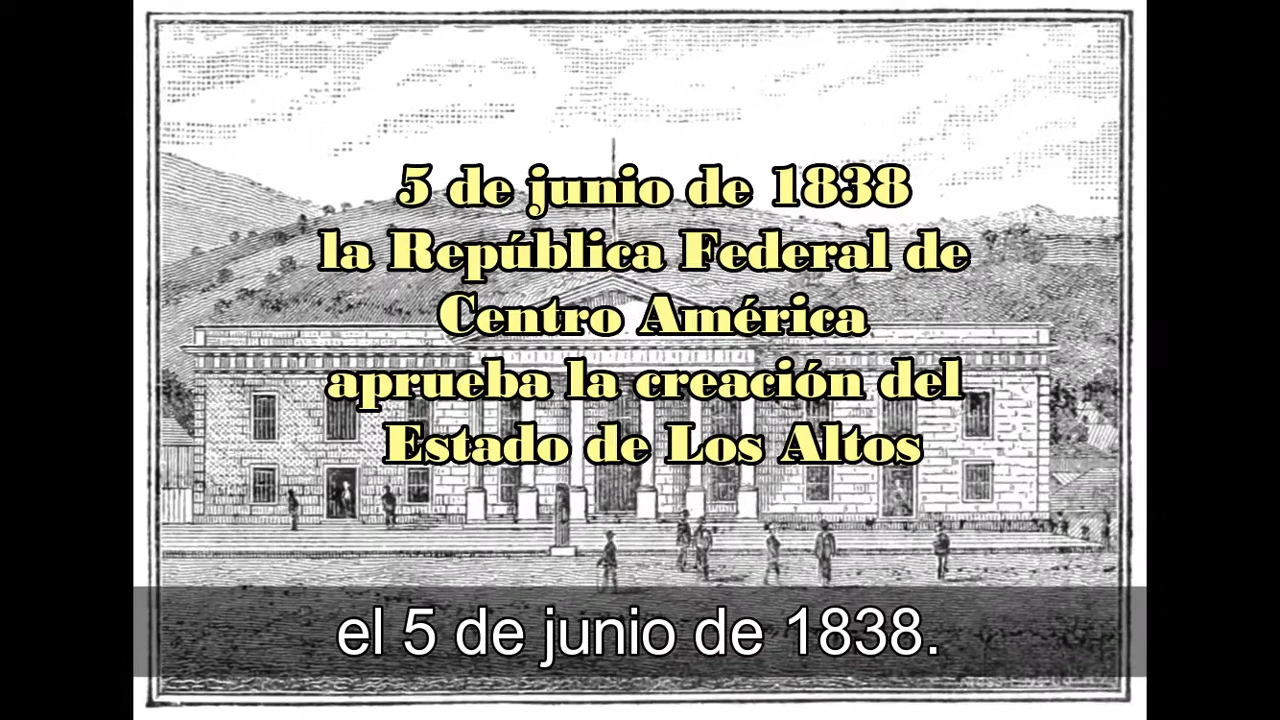 5 de junio de 1838
la República Federal de
Centro América
aprueba la creación del
Estado de Los Altos
el 5 de junio de 1838.